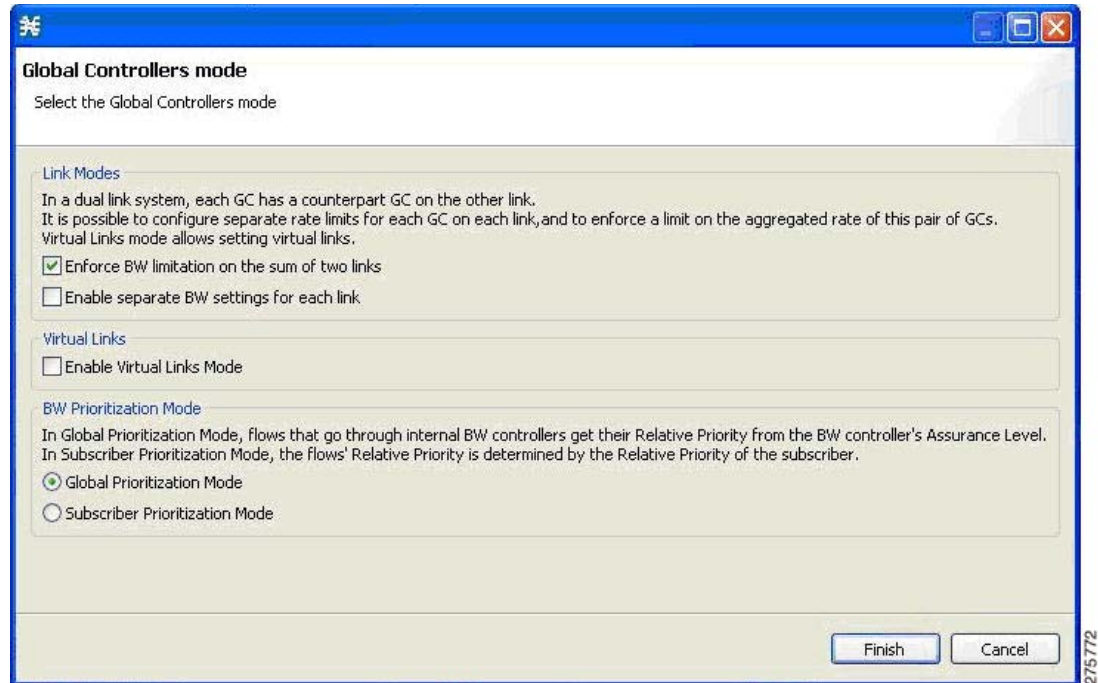 Global Controllers mode
Select the Global Controllers mode
Link Modes
In a dual link system, each GC has a counterpart GC on the other link.
It is possible to configure separate rate limits for each GC on each link,and to enforce a limit on the aggregated rate of this pair of GCs.
Virtual Links mode allows setting virtual links.
Enforce BW limitation on the sum of two links
Enable separate BW settings for each link
Virtual Links
Enable Virtual Links Mode
BW Prioritization Mode
In Global Prioritization Mode, flows that go through internal BW controllers get their Relative Priority from the BW controller's Assurance Level.
In Subscriber Prioritization Mode, the flows' Relative Priority is determined by the Relative Priority of the subscriber.
Global Prioritization Mode
Subscriber Prioritization Mode
Finish
Cancel
275772